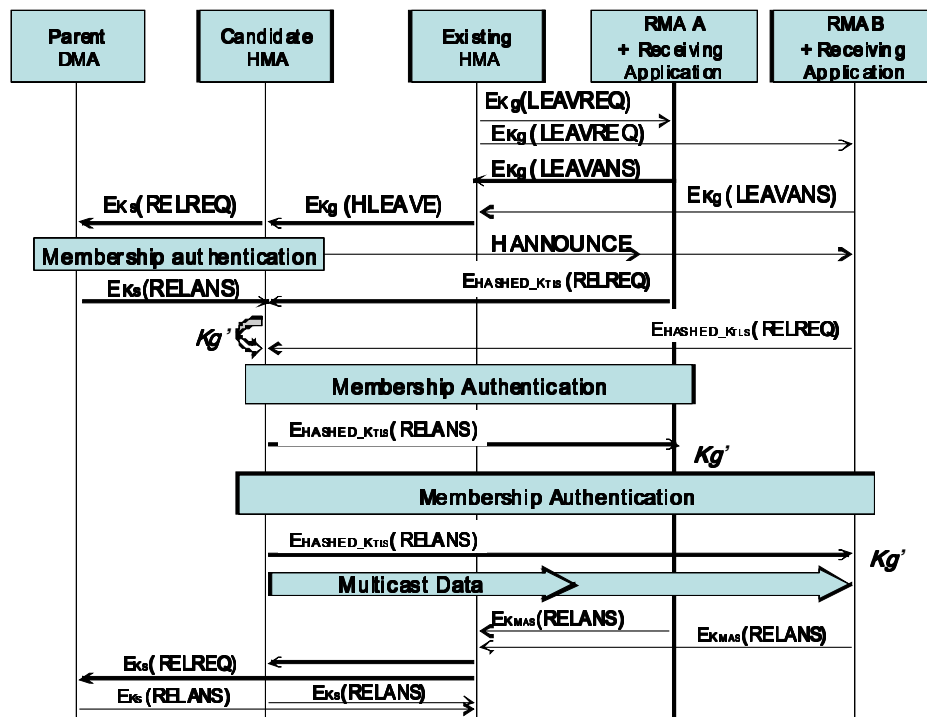 Parent
DMA
Candidate
HMA
Existing
HMA
RMA A
+ Receiving
Application
RMA B
+ Receiving
Application
EKg(LEAVREQ)
EKg (LEAVREQ)
EKg (LEAVANS)
EKg (LEAVANS)
EKs(RELREQ)
EKg (HLEAVE)
HANNOUNCE
Membership authentication
EKs(RELANS)
EHASHED_KTLS(RELREQ)
Kg'
EHASHED_KTLS(RELREQ)
Membership Authentication
EHASHED_KTLS(RELANS)
Kg'
Membership Authentication
EHASHED_KTLS(RELANS)
Kg'
Multicast Data
EKMAS(RELANS)
EKMAS(RELANS)
EKs(RELREQ)
EKs(RELANS)
EKs(RELANS)